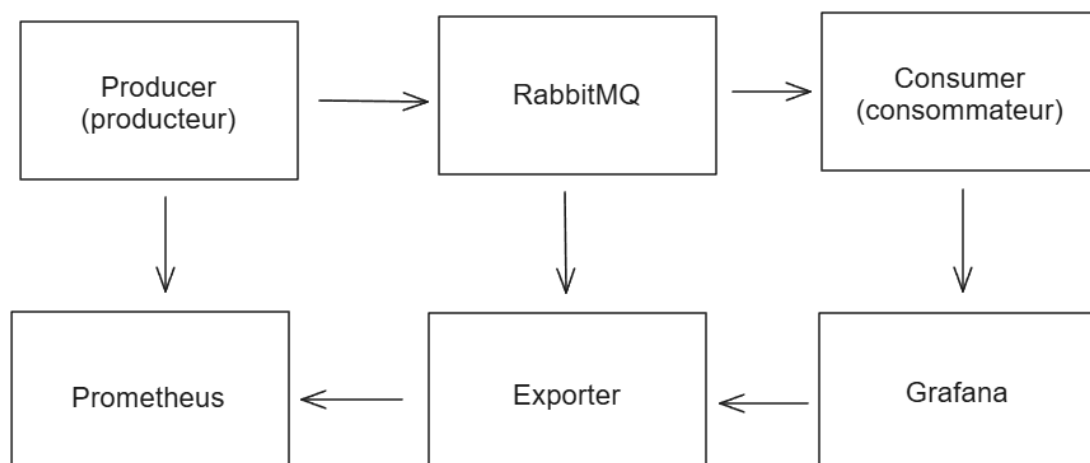 Producer
(producteur)
RabbitMQ
Consumer
(consommateur)
Prometheus
Exporter
Grafana